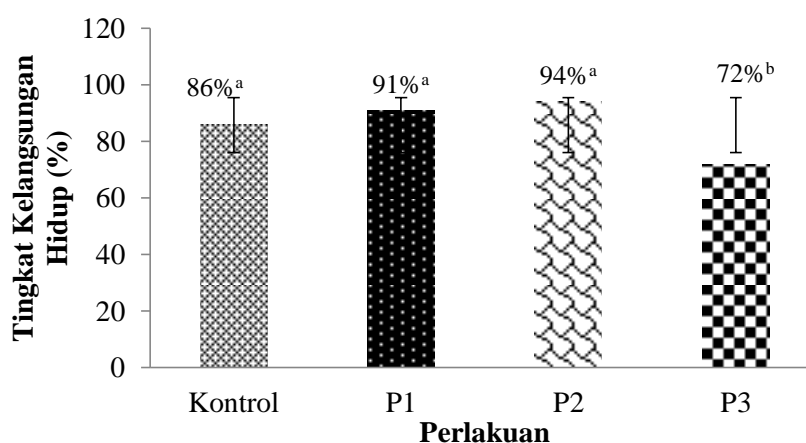 Tingkat Kelangsungan
Hidup (%)
120
100
80
60
40
20
0
86%ᵃ
91%ᵃ
94%ᵃ
72%ᵇ
Kontrol
P1
P2
P3
Perlakuan